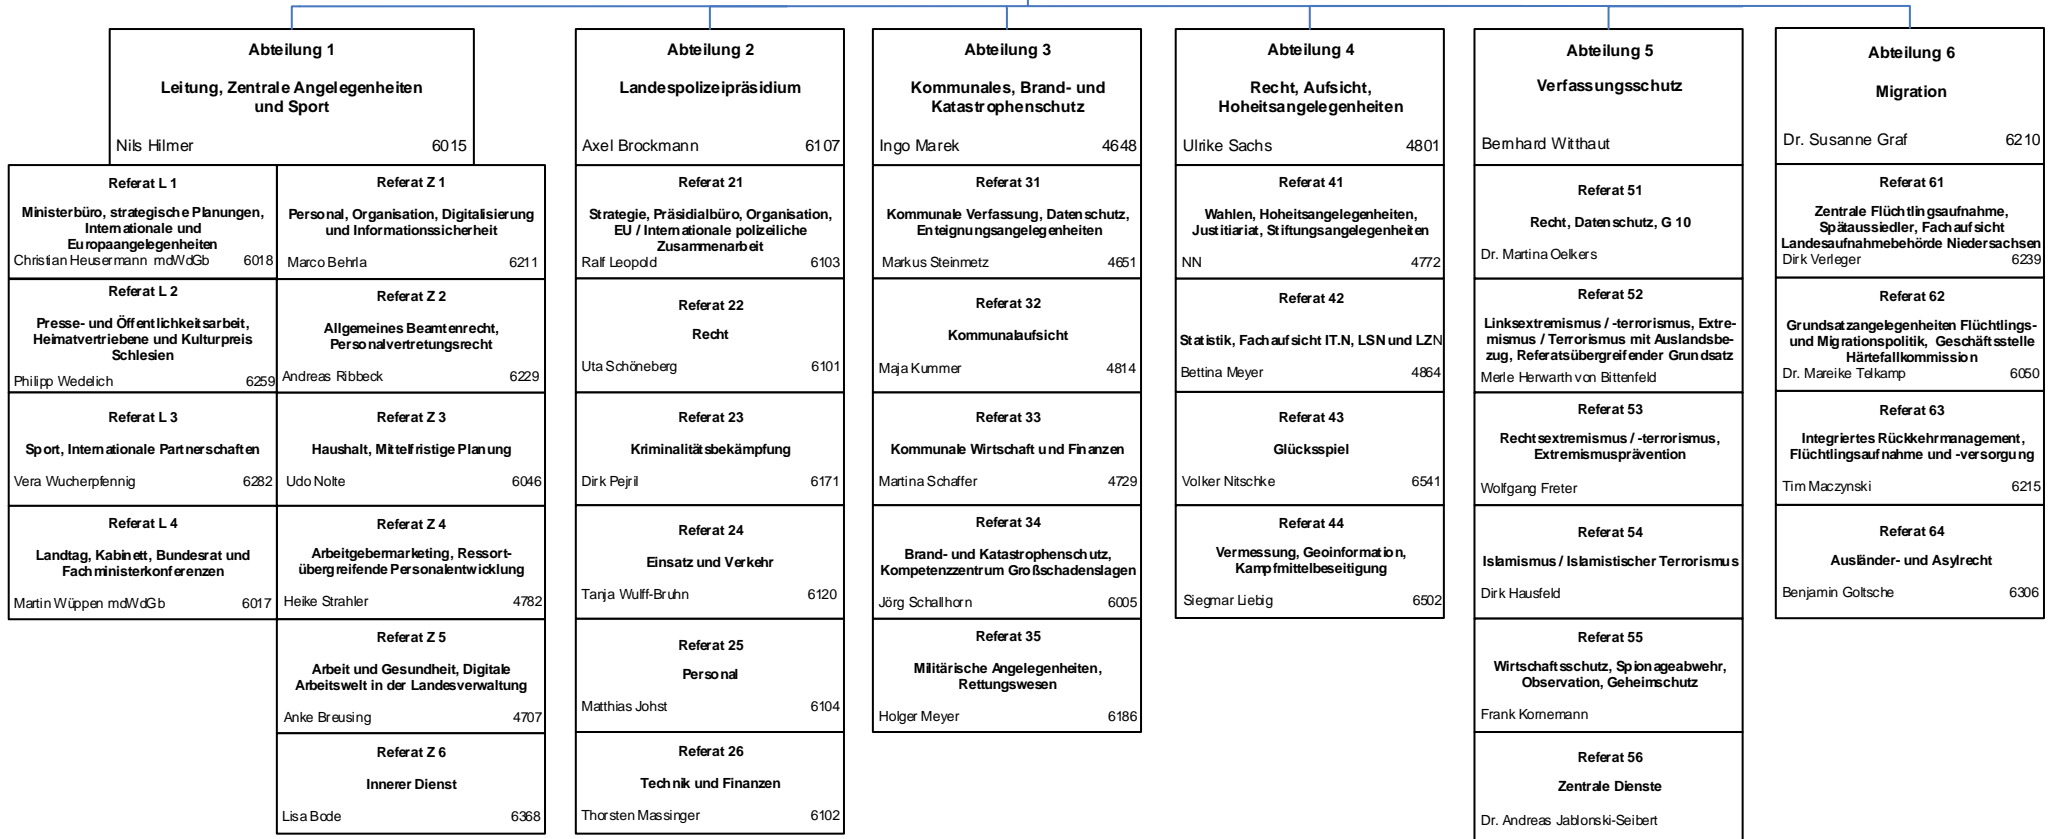 Abteilung 1
Leitung, Zentrale Angelegenheiten
und Sport
Nils Hilmer 6015
Referat L 1
Ministerbüro, strategische Planungen,
Internationale und
Europaangelegenheiten
Christian Heusermann mdWdGb 6018
Referat L 2
Presse- und Öffentlichkeitsarbeit,
Heimatvertriebene und Kulturpreis
Schlesien
Philipp Wedelich 6259
Referat L 3
Sport, Internationale Partnerschaften
Vera Wucherpfennig 6282
Referat L 4
Landtag, Kabinett, Bundesrat und
Fachministerkonferenzen
Martin Wüppen mdWdGb 6017
Referat Z 1
Personal, Organisation, Digitalisierung
und Informationssicherheit
Marco Behrla 6211
Referat Z 2
Allgemeines Beamtenrecht,
Personalvertretungsrecht
Andreas Ribbeck 6229
Referat Z 3
Haushalt, Mittelfristige Planung
Udo Nolte 6046
Referat Z 4
Arbeitgebermarketing, Ressort-
übergreifende Personalentwicklung
Heike Strahler 4782
Referat Z 5
Arbeit und Gesundheit, Digitale
Arbeitswelt in der Landesverwaltung
Anke Breusing 4707
Referat Z 6
Innerer Dienst
Lisa Bode 6368
Abteilung 2
Landespolizeipräsidium
Axel Brockmann 6107
Referat 21
Strategie, Präsidialbüro, Organisation,
EU / Internationale polizeiliche
Zusammenarbeit
Ralf Leopold 6103
Referat 22
Recht
Uta Schöneberg 6101
Referat 23
Kriminalitätsbekämpfung
Dirk Pejril 6171
Referat 24
Einsatz und Verkehr
Tanja Wulff-Bruhn 6120
Referat 25
Personal
Matthias Johst 6104
Referat 26
Technik und Finanzen
Thorsten Massinger 6102
Abteilung 3
Kommunales, Brand- und
Katastrophenschutz
Ingo Marek 4648
Referat 31
Kommunale Verfassung, Datenschutz,
Enteignungsangelegenheiten
Markus Steinmetz 4651
Referat 32
Kommunalaufsicht
Maja Kummer 4814
Referat 33
Kommunale Wirtschaft und Finanzen
Martina Schaffer 4729
Referat 34
Brand- und Katastrophenschutz,
Kompetenzzentrum Großschadenslagen
Jörg Schallhorn 6005
Referat 35
Militärische Angelegenheiten,
Rettungswesen
Holger Meyer 6186
Abteilung 4
Recht, Aufsicht,
Hoheitsangelegenheiten
Ulrike Sachs 4801
Referat 41
Wahlen, Hoheitsangelegenheiten,
Justitiariat, Stiftungsangelegenheiten
NN 4772
Referat 42
Statistik, Fachaufsicht IT.N, LSN und LZN
Bettina Meyer 4864
Referat 43
Glücksspiel
Volker Nitschke 6541
Referat 44
Vermessung, Geoinformation,
Kampfmittelbeseitigung
Siegmar Liebig 6502
Abteilung 5
Verfassungsschutz
Bernhard Witthaut
Referat 51
Recht, Datenschutz, G 10
Dr. Martina Oelkers
Referat 52
Linksextremismus / -terrorismus, Extre-
mismus / Terrorismus mit Auslandsbe-
zug, Referatsübergreifender Grundsatz
Merle Herwarth von Bittenfeld
Referat 53
Rechtsextremismus / -terrorismus,
Extremismusprävention
Wolfgang Freter
Referat 54
Islamismus / Islamistischer Terrorismus
Dirk Hausfeld
Referat 55
Wirtschaftsschutz, Spionageabwehr,
Observation, Geheimschutz
Frank Kornemann
Referat 56
Zentrale Dienste
Dr. Andreas Jablonski-Seibert
Abteilung 6
Migration
Dr. Susanne Graf 6210
Referat 61
Zentrale Flüchtlingsaufnahme,
Spätaussiedler, Fachaufsicht
Landesaufnahmebehörde Niedersachsen
Dirk Verleger 6239
Referat 62
Grundsatzangelegenheiten Flüchtlings-
und Migrationspolitik, Geschäftsstelle
Härtefallkommission
Dr. Mareike Telkamp 6050
Referat 63
Integriertes Rückkehrmanagement,
Flüchtlingsaufnahme und -versorgung
Tim Maczynski 6215
Referat 64
Ausländer- und Asylrecht
Benjamin Goltsche 6306